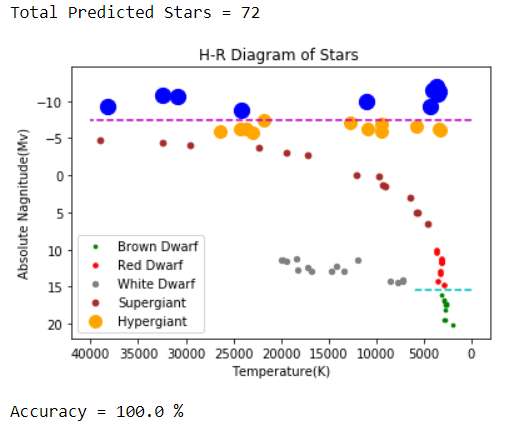 Total Predicted Stars = 72
H-R Diagram of Stars
Absolute Nagnitude(Mv)
−10
−5
0
5
10
15
20
Brown Dwarf
Red Dwarf
White Dwarf
Supergiant
Hypergiant
40000 35000 30000 25000 20000 15000 10000 5000 0
Temperature(K)
Accuracy = 100.0 %